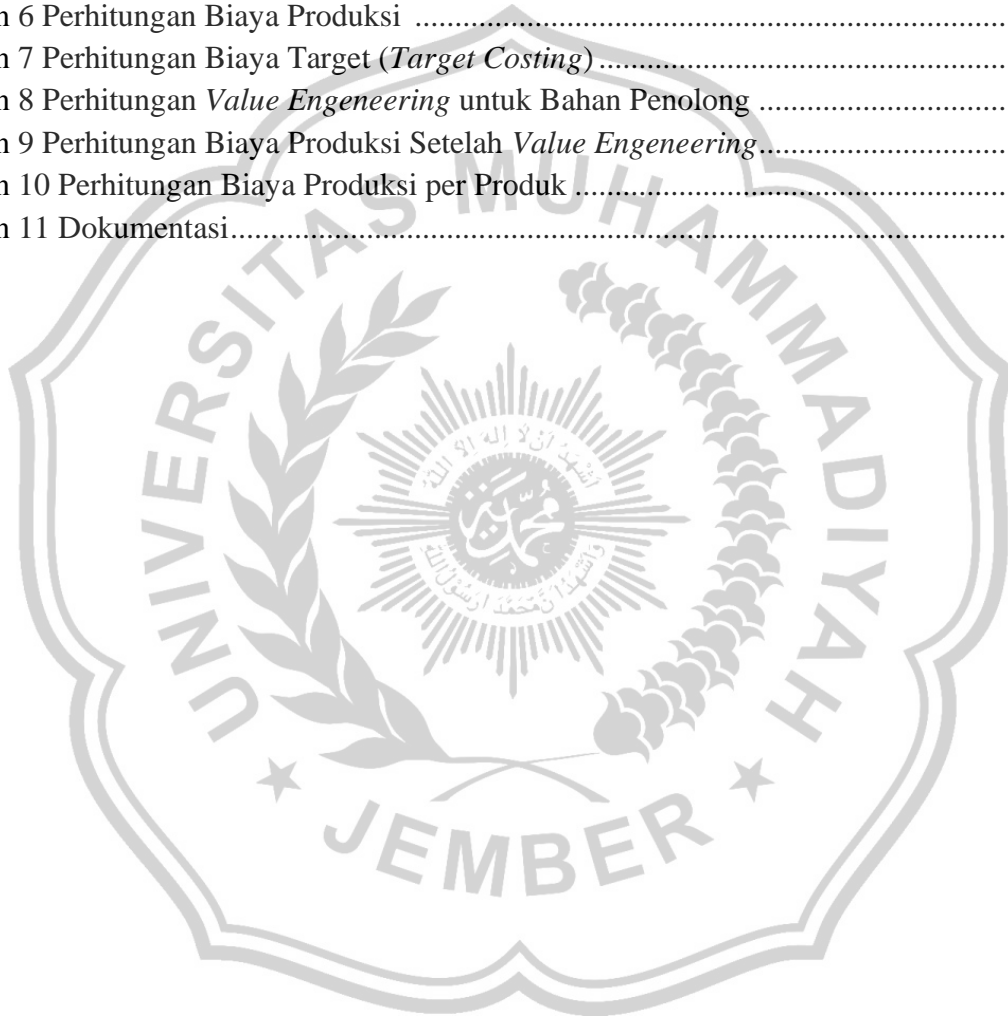 n 6 Perhitungan Biaya Produksi ........................................................................
n 7 Perhitungan Biaya Target (Target Costing) ..................................................
n 8 Perhitungan Value Engeneering untuk Bahan Penolong ..............................
n 9 Perhitungan Biaya Produksi Setelah Value Engeneering..............................
n 10 Perhitungan Biaya Produksi per Produk .....................................................
n 11 Dokumentasi................................................................................................
UNIVERSITAS MUHAMMADIYAH
JEMBER